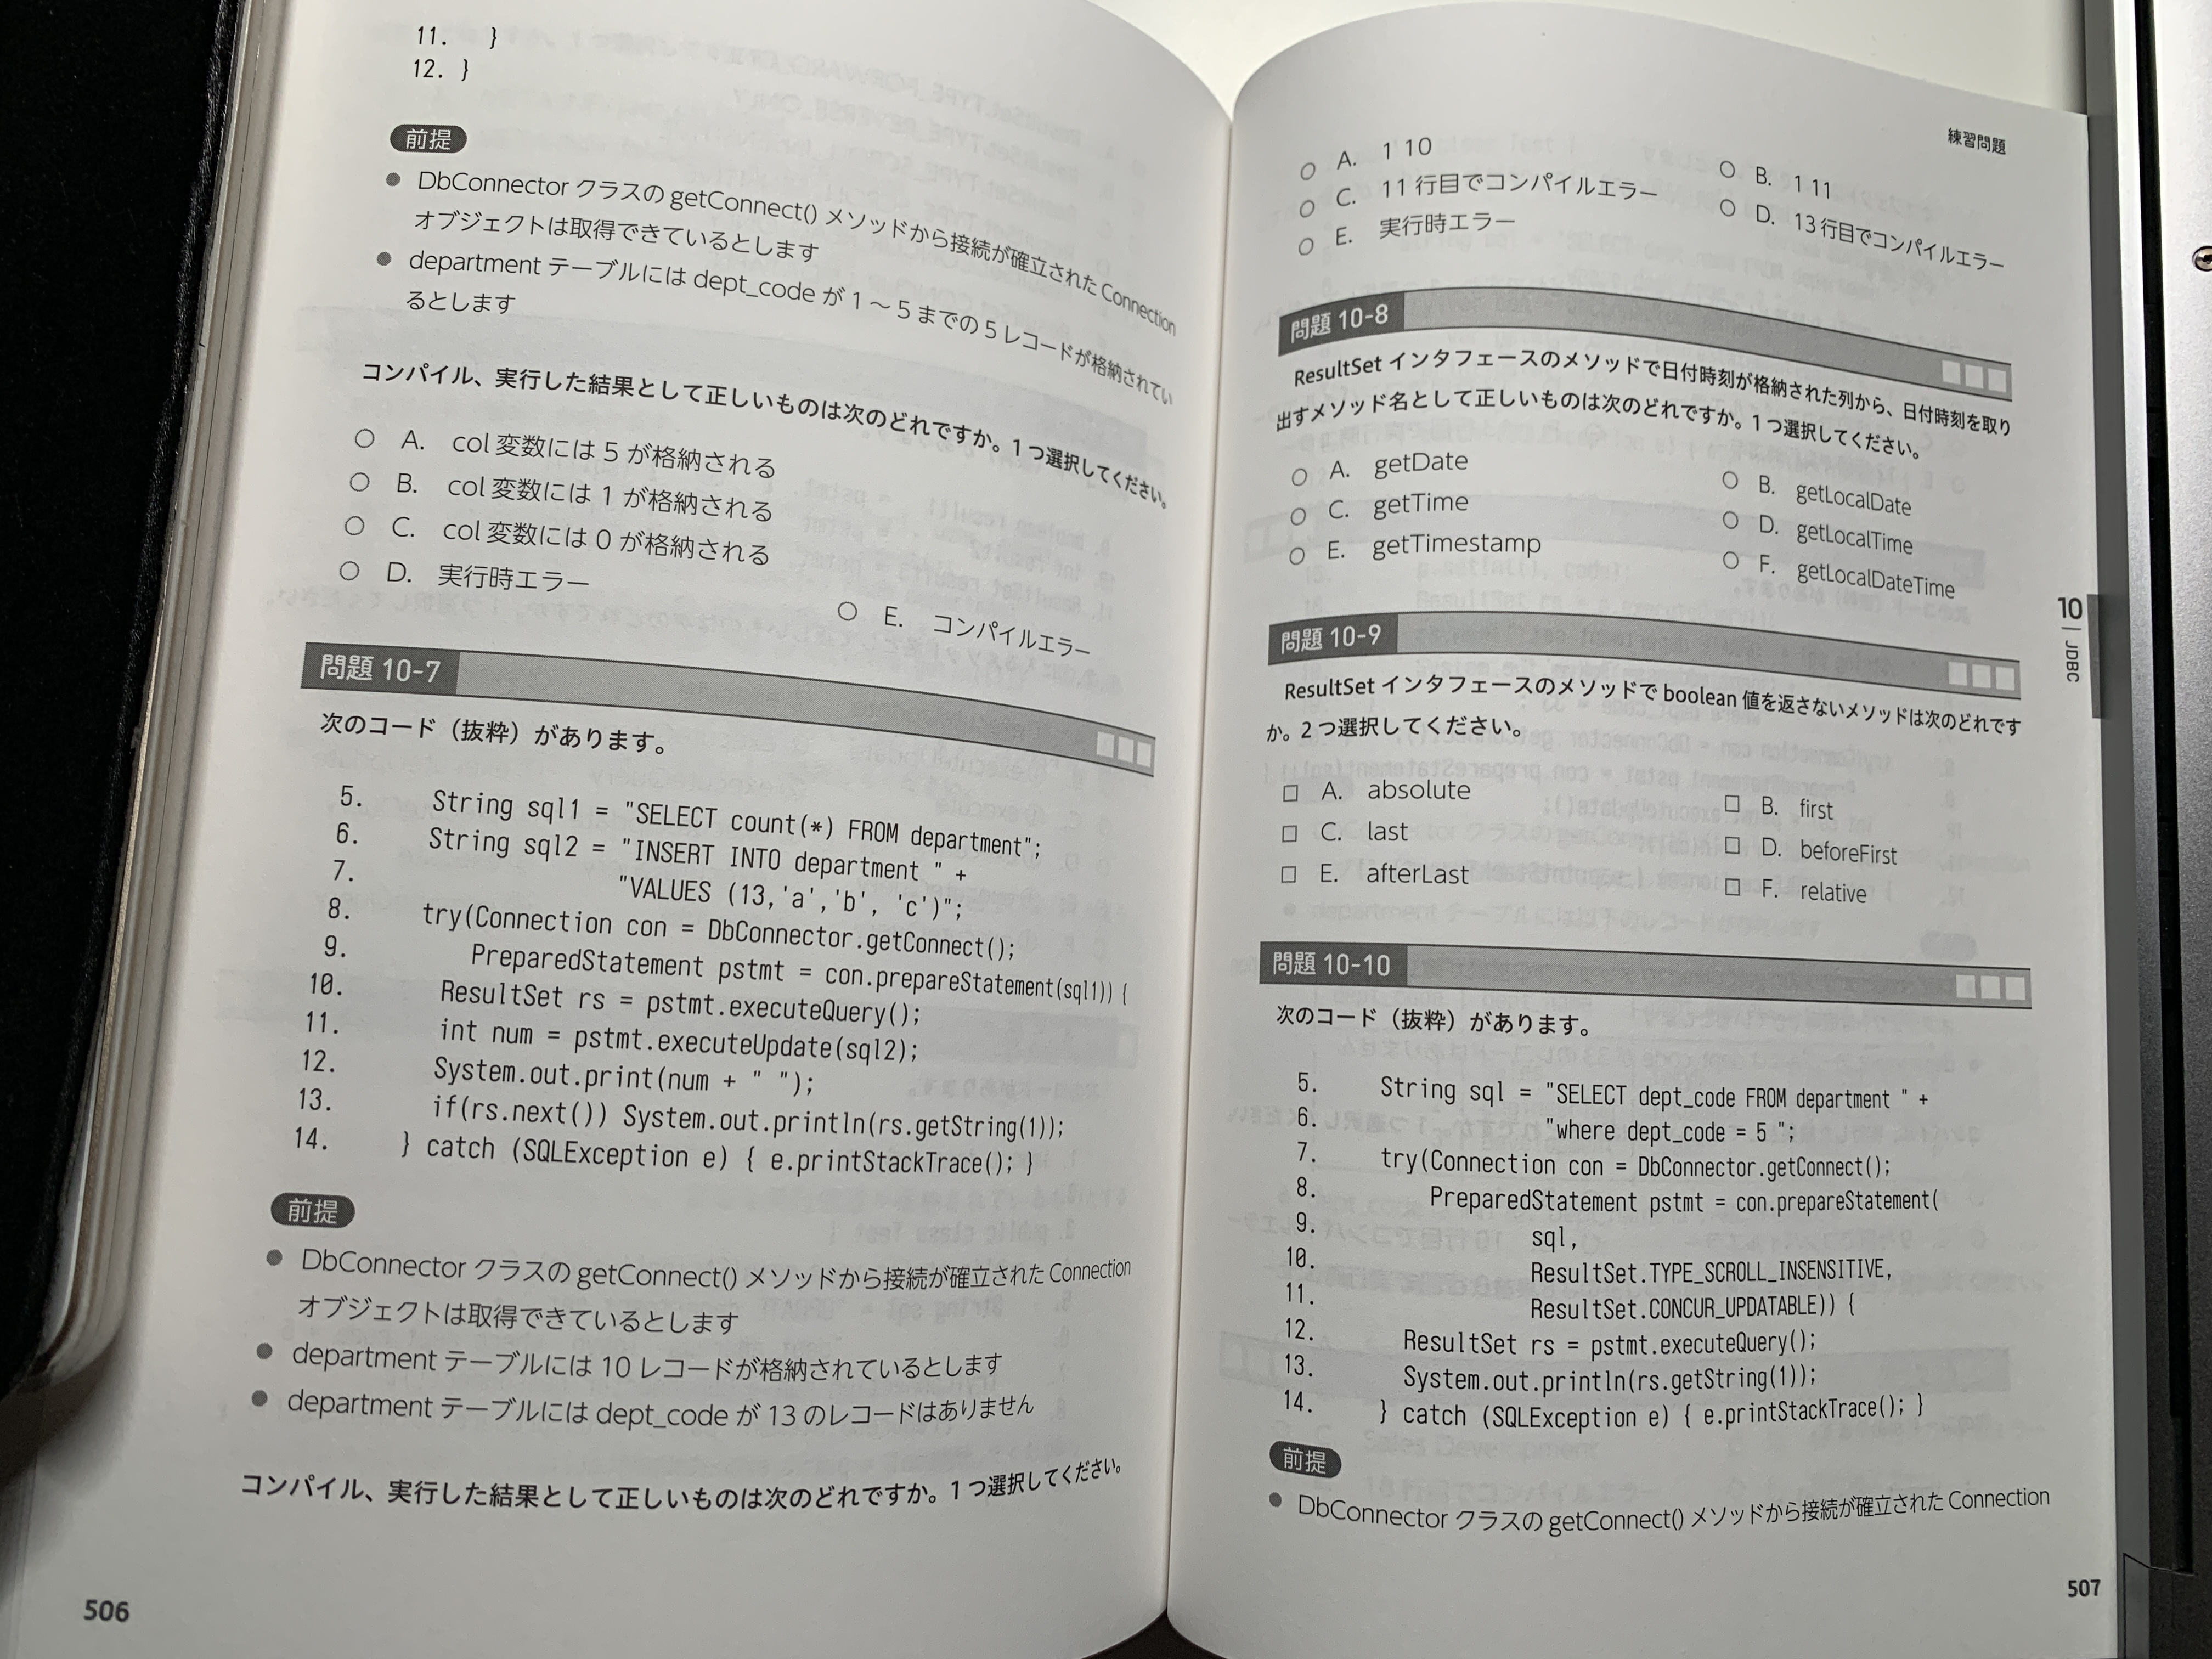 11. }
12. }
前提
● DbConnector クラスの getConnect() メソッドから接続が確立された Connection
オブジェクトは取得できているとします
● department テーブルには dept_code が 1 ～ 5 までの 5 レコードが格納されてい
るとします
コンパイル、実行した結果として正しいものは次のどれですか。1 つ選択してください。
○ A. col 変数には 5 が格納される
○ B. col 変数には 1 が格納される
○ C. col 変数には 0 が格納される
○ D. 実行時エラー ○ E. コンパイルエラー
問題 10-7
次のコード（抜粋）があります。
5. String sql1 = "SELECT count(*) FROM department";
6. String sql2 = "INSERT INTO department " +
7. "VALUES (13,'a','b', 'c')";
8. try(Connection con = DbConnector.getConnect();
9. PreparedStatement pstmt = con.prepareStatement(sql1)) {
10. ResultSet rs = pstmt.executeQuery();
11. int num = pstmt.executeUpdate(sql2);
12. System.out.print(num + " ");
13. if(rs.next()) System.out.println(rs.getString(1));
14. } catch (SQLException e) { e.printStackTrace(); }
前提
● DbConnector クラスの getConnect() メソッドから接続が確立された Connection
オブジェクトは取得できているとします
● department テーブルには 10 レコードが格納されているとします
● department テーブルには dept_code が 13 のレコードはありません
コンパイル、実行した結果として正しいものは次のどれですか。1 つ選択してください。
506
練習問題
○ A. 1 10 ○ B. 1 11
○ C. 11 行目でコンパイルエラー ○ D. 13 行目でコンパイルエラー
○ E. 実行時エラー
問題 10-8
ResultSet インタフェースのメソッドで日付時刻が格納された列から、日付時刻を取り
出すメソッド名として正しいものは次のどれですか。1 つ選択してください。
○ A. getDate ○ B. getLocalDate
○ C. getTime ○ D. getLocalTime
○ E. getTimestamp ○ F. getLocalDateTime
10 | JDBC
問題 10-9
ResultSet インタフェースのメソッドで boolean 値を返さないメソッドは次のどれです
か。2 つ選択してください。
□ A. absolute □ B. first
□ C. last □ D. beforeFirst
□ E. afterLast □ F. relative
問題 10-10
次のコード（抜粋）があります。
5. String sql = "SELECT dept_code FROM department " +
6. "where dept_code = 5 ";
7. try(Connection con = DbConnector.getConnect();
8. PreparedStatement pstmt = con.prepareStatement(
9. sql,
10. ResultSet.TYPE_SCROLL_INSENSITIVE,
11. ResultSet.CONCUR_UPDATABLE)) {
12. ResultSet rs = pstmt.executeQuery();
13. System.out.println(rs.getString(1));
14. } catch (SQLException e) { e.printStackTrace(); }
前提
● DbConnector クラスの getConnect() メソッドから接続が確立された Connection
507